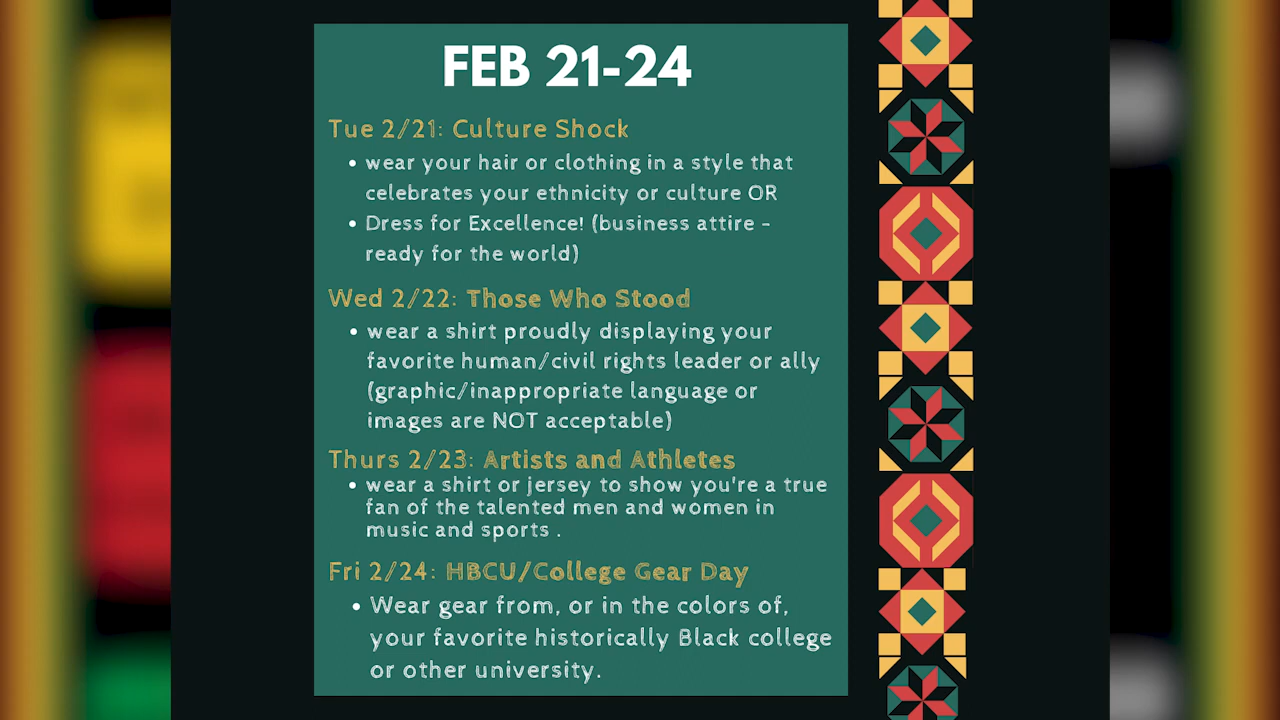 FEB 21-24
Tue 2/21: Culture Shock
• wear your hair or clothing in a style that
celebrates your ethnicity or culture OR
• Dress for Excellence! (business attire -
ready for the world)
Wed 2/22: Those Who Stood
• wear a shirt proudly displaying your
favorite human/civil rights leader or ally
(graphic/inappropriate language or
images are NOT acceptable)
Thurs 2/23: Artists and Athletes
• wear a shirt or jersey to show you're a true
fan of the talented men and women in
music and sports .
Fri 2/24: HBCU/College Gear Day
• Wear gear from, or in the colors of,
your favorite historically Black college
or other university.